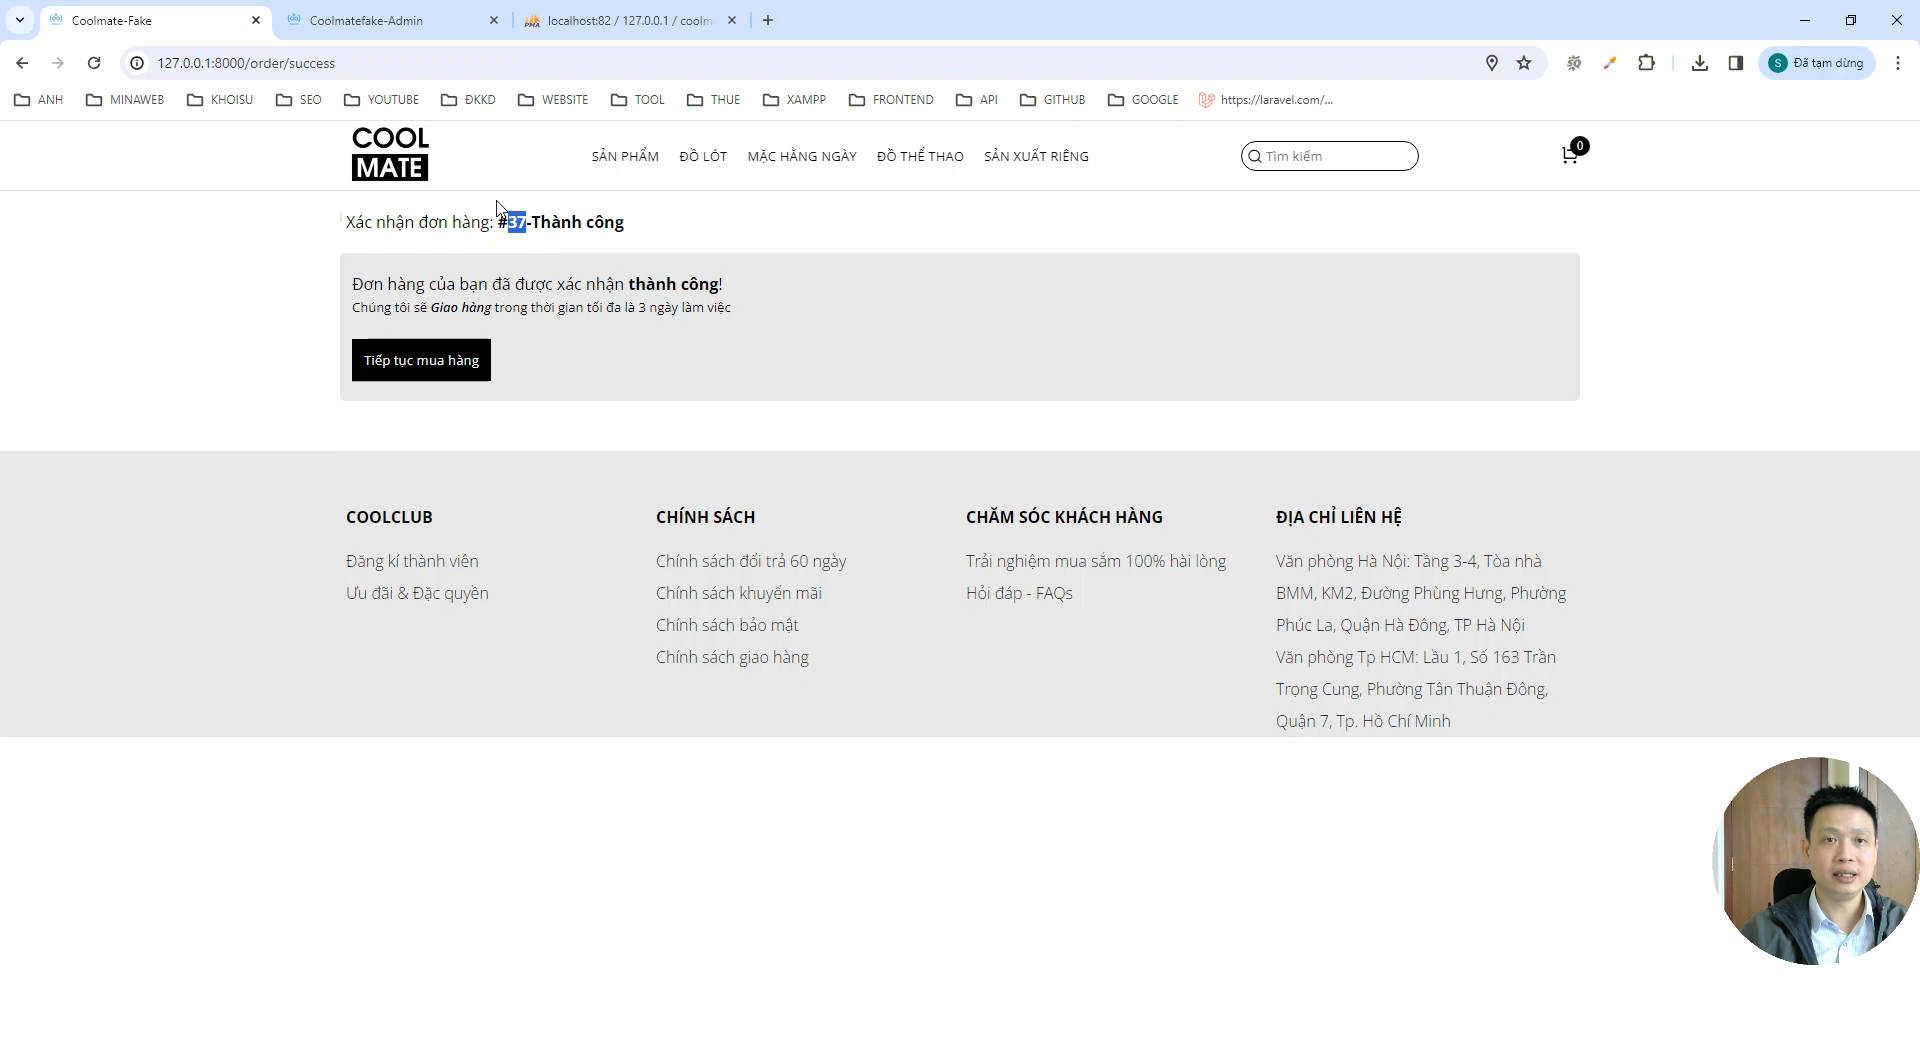 Coolmate-Fake
Coolmatefake-Admin
localhost:82 / 127.0.0.1 / coolm
127.0.0.1:8000/order/success
S Đã tạm dừng
ANH MINAWEB KHOISU SEO YOUTUBE ĐKKD WEBSITE TOOL THUE XAMPP FRONTEND API GITHUB GOOGLE https://laravel.com/...
COOL
MATE
SẢN PHẨM ĐỒ LÓT MẶC HẰNG NGÀY ĐỒ THỂ THAO SẢN XUẤT RIÊNG
Tìm kiếm
0
Xác nhận đơn hàng: #37-Thành công
Đơn hàng của bạn đã được xác nhận thành công!
Chúng tôi sẽ Giao hàng trong thời gian tối đa là 3 ngày làm việc
Tiếp tục mua hàng
COOLCLUB
Đăng kí thành viên
Ưu đãi & Đặc quyền
CHÍNH SÁCH
Chính sách đổi trả 60 ngày
Chính sách khuyến mãi
Chính sách bảo mật
Chính sách giao hàng
CHĂM SÓC KHÁCH HÀNG
Trải nghiệm mua sắm 100% hài lòng
Hỏi đáp - FAQs
ĐỊA CHỈ LIÊN HỆ
Văn phòng Hà Nội: Tầng 3-4, Tòa nhà
BMM, KM2, Đường Phùng Hưng, Phường
Phúc La, Quận Hà Đông, TP Hà Nội
Văn phòng Tp HCM: Lầu 1, Số 163 Trần
Trọng Cung, Phường Tân Thuận Đông,
Quận 7, Tp. Hồ Chí Minh